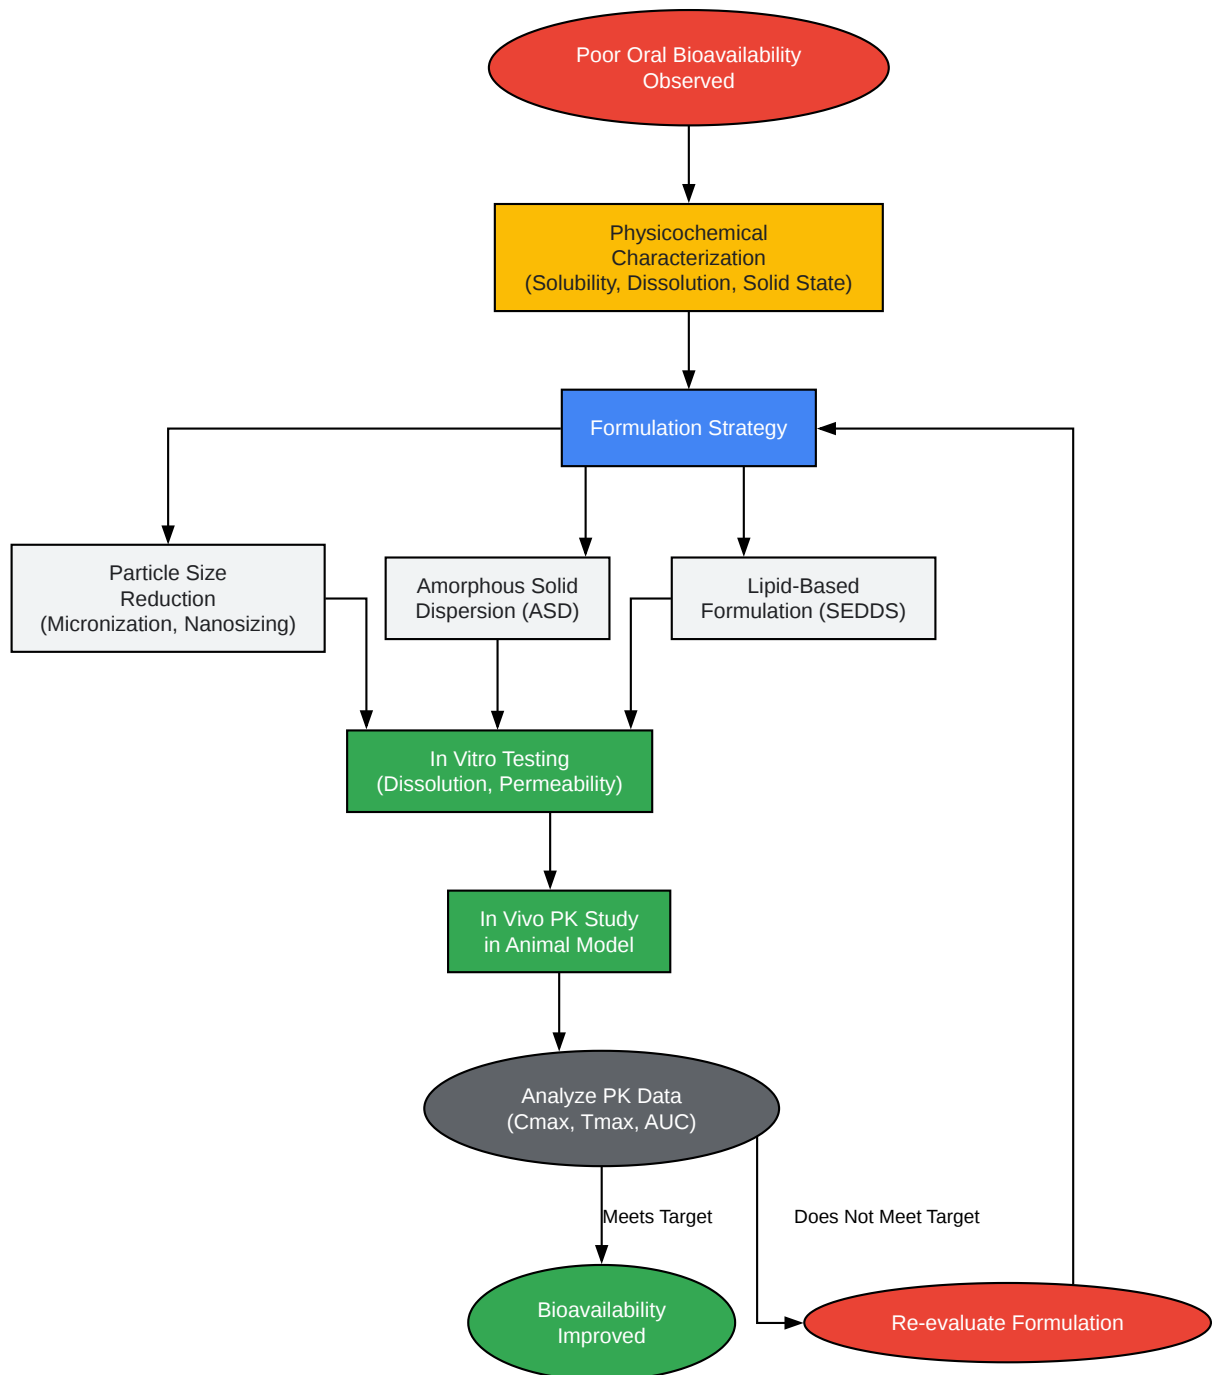 Poor Oral Bioavailability
Observed
Physicochemical
Characterization
(Solubility, Dissolution, Solid State)
Formulation Strategy
Particle Size
Reduction
(Micronization, Nanosizing)
Amorphous Solid
Dispersion (ASD)
Lipid-Based
Formulation (SEDDS)
In Vitro Testing
(Dissolution, Permeability)
In Vivo PK Study
in Animal Model
Analyze PK Data
(Cmax, Tmax, AUC)
Meets Target
Does Not Meet Target
Bioavailability
Improved
Re-evaluate Formulation